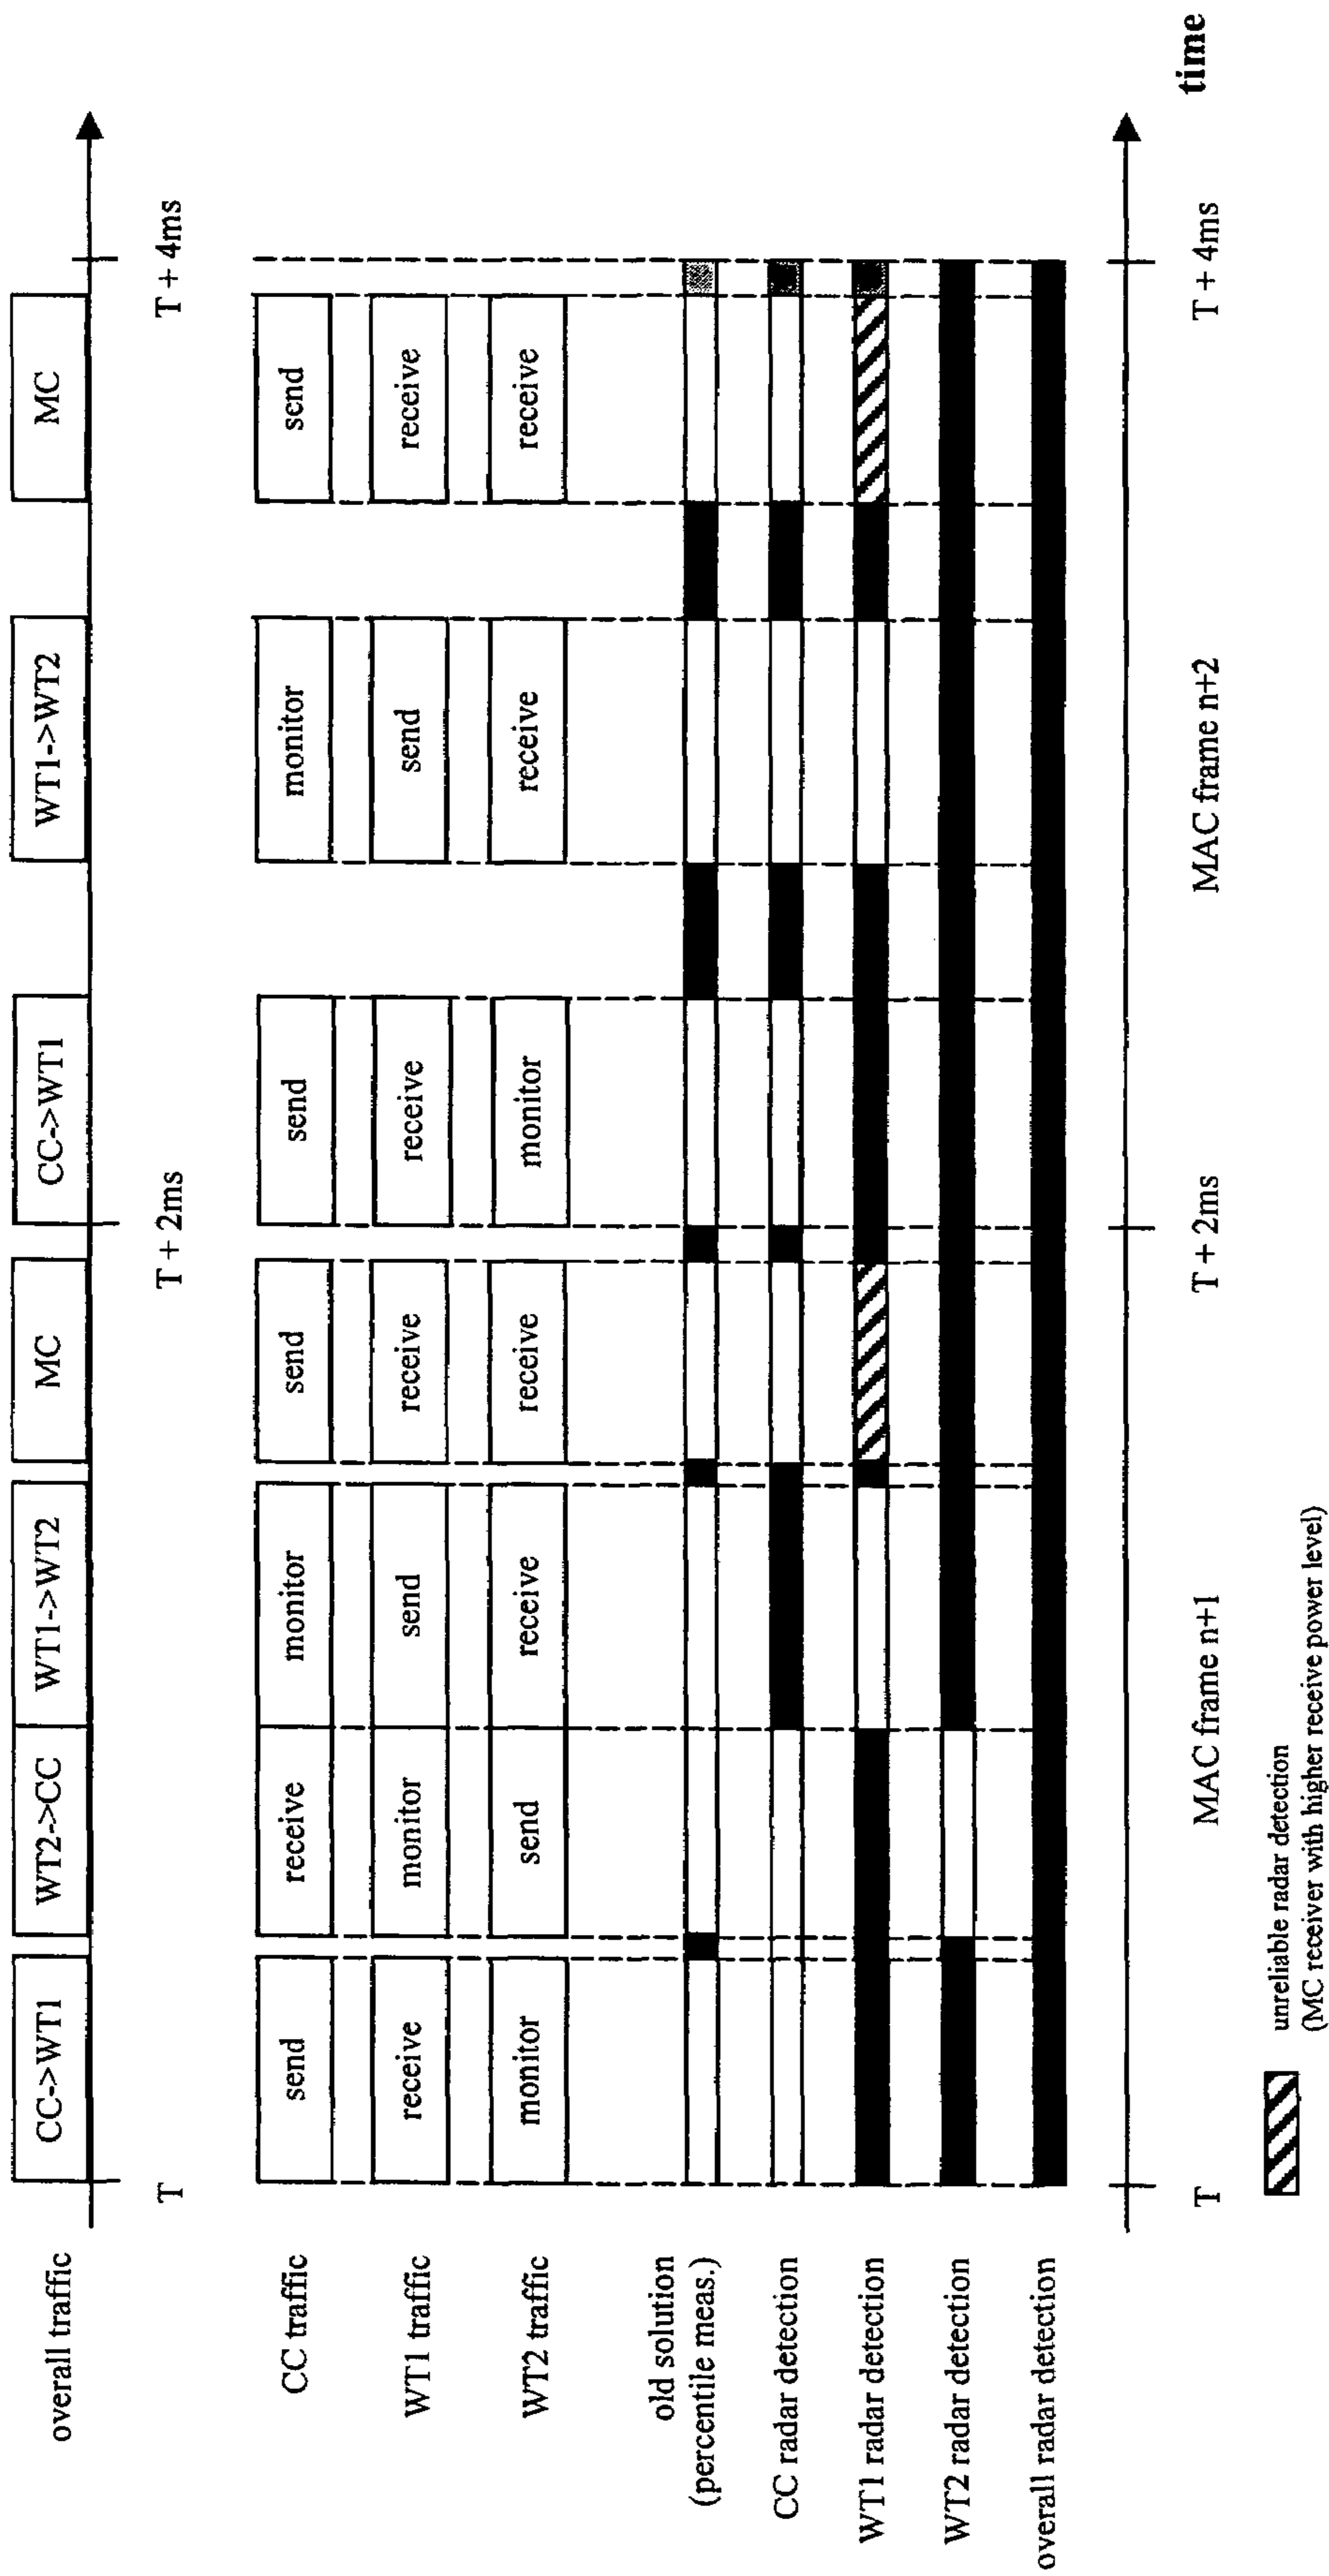 overall traffic
CC->WT1
WT2->CC
WT1->WT2
MC
CC->WT1
WT1->WT2
MC
T
T + 2ms
T + 4ms
CC traffic
send
receive
monitor
send
send
monitor
send
WT1 traffic
receive
monitor
send
receive
receive
send
receive
WT2 traffic
monitor
send
receive
receive
monitor
receive
receive
old solution
(percentile meas.)
CC radar detection
WT1 radar detection
WT2 radar detection
overall radar detection
T
MAC frame n+1
T + 2ms
MAC frame n+2
T + 4ms
time
unreliable radar detection
(MC receiver with higher receive power level)